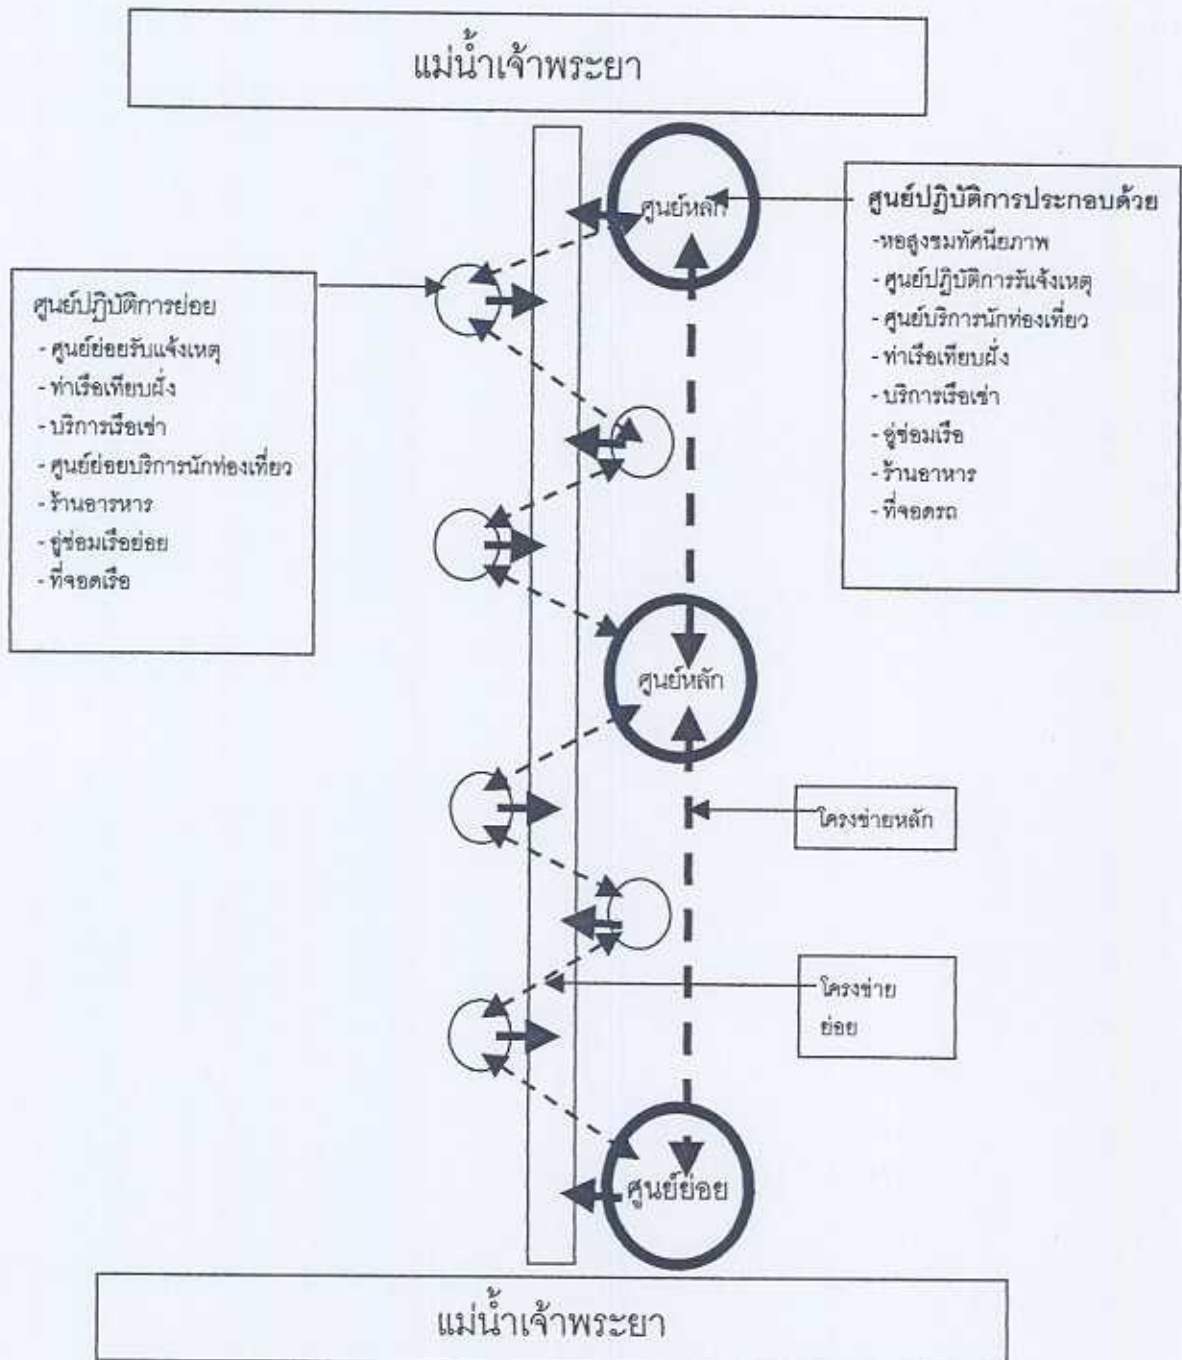 แม่น้ำเจ้าพระยา
ศูนย์หลัก
ศูนย์ปฏิบัติการประกอบด้วย
-หอสูงชมทัศนียภาพ
- ศูนย์ปฏิบัติการรับแจ้งเหตุ
- ศูนย์บริการนักท่องเที่ยว
- ท่าเรือเทียบฝั่ง
- บริการเรือเช่า
- อู่ซ่อมเรือ
- ร้านอาหาร
- ที่จอดรถ
ศูนย์ปฏิบัติการย่อย
- ศูนย์ย่อยรับแจ้งเหตุ
- ท่าเรือเทียบฝั่ง
- บริการเรือเช่า
- ศูนย์ย่อยบริการนักท่องเที่ยว
- ร้านอารหาร
- อู่ซ่อมเรือย่อย
- ที่จอดเรือ
ศูนย์หลัก
โครงข่ายหลัก
โครงข่าย
ย่อย
ศูนย์ย่อย
แม่น้ำเจ้าพระยา